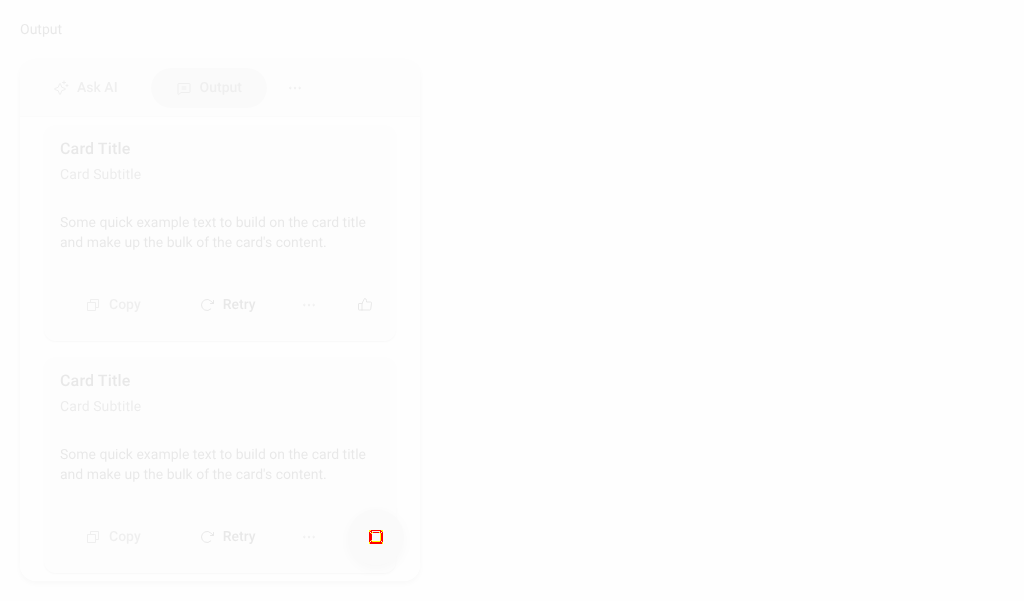 Output
Ask AI
Output
Card Title
Card Subtitle
Some quick example text to build on the card title
and make up the bulk of the card's content.
Copy
Retry
Card Title
Card Subtitle
Some quick example text to build on the card title
and make up the bulk of the card's content.
Copy
Retry